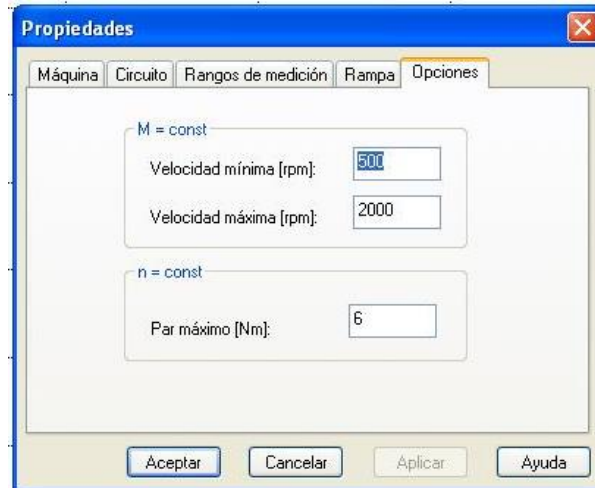 Propiedades
Máquina Circuito Rangos de medición Rampa Opciones
M = const
Velocidad mínima [rpm]: 500
Velocidad máxima [rpm]: 2000
n = const
Par máximo [Nm]: 6
Aceptar Cancelar Aplicar Ayuda